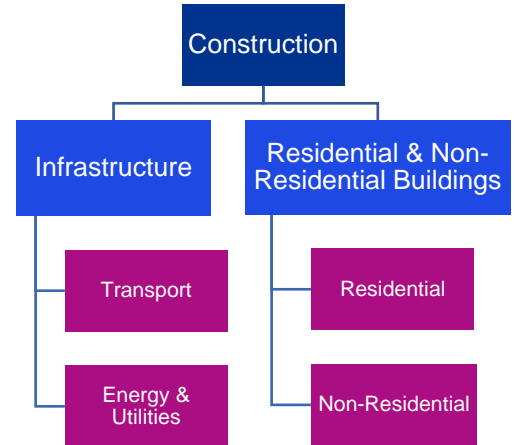 Construction
Infrastructure
Residential & Non-
Residential Buildings
Transport
Energy &
Utilities
Residential
Non-Residential